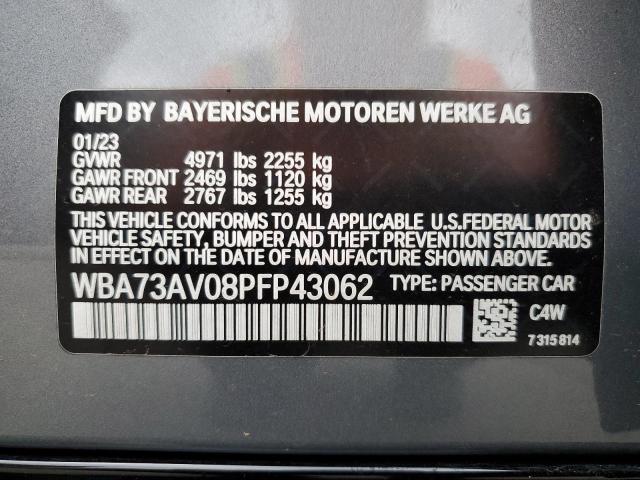 MFD BY BAYERISCHE MOTOREN WERKE AG
01/23
GVWR 4971 lbs 2255 kg
GAWR FRONT 2469 lbs 1120 kg
GAWR REAR 2767 lbs 1255 kg
THIS VEHICLE CONFORMS TO ALL APPLICABLE U.S.FEDERAL MOTOR
VEHICLE SAFETY, BUMPER, AND THEFT PREVENTION STANDARDS
IN EFFECT ON THE DATE OF MANUFACTURE SHOWN ABOVE.
WBA73AV08PFP43062 TYPE: PASSENGER CAR
C4W
7315814